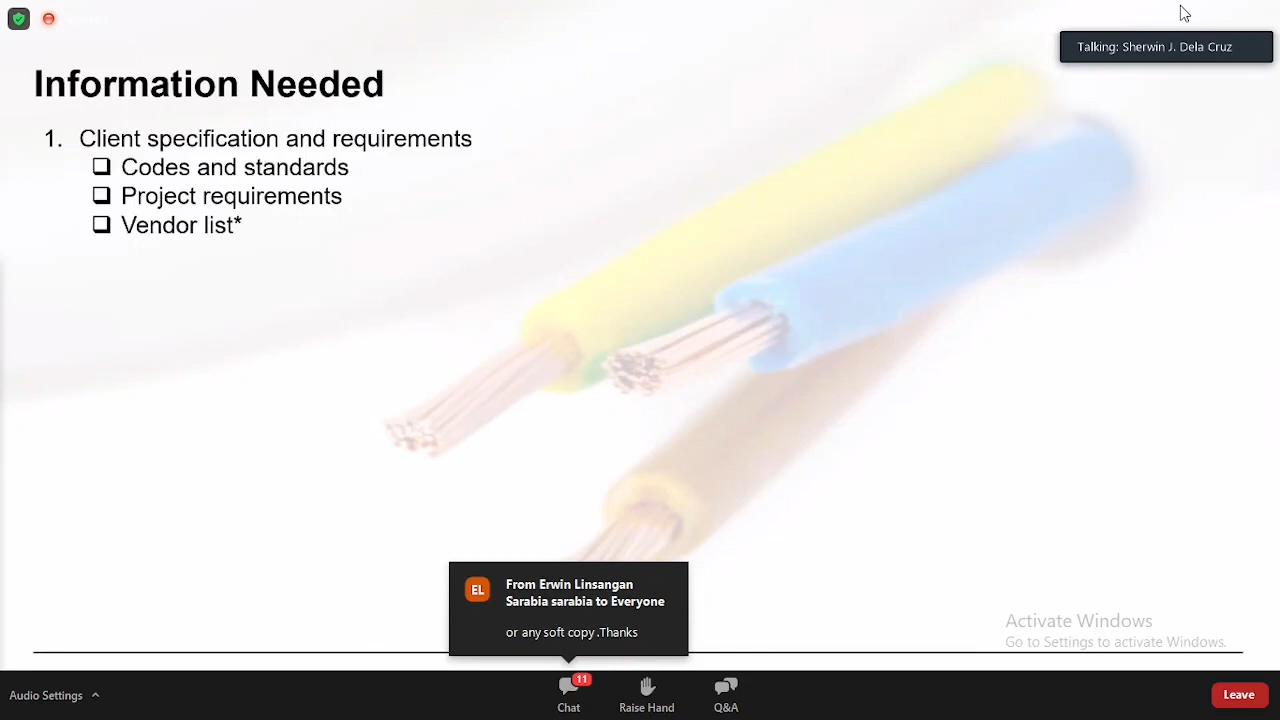 Talking: Sherwin J. Dela Cruz
Information Needed
1. Client specification and requirements
❑ Codes and standards
❑ Project requirements
❑ Vendor list*
EL
From Erwin Linsangan
Sarabia sarabia to Everyone
or any soft copy .Thanks
Activate Windows
Go to Settings to activate Windows.
Audio Settings
11
Chat
Raise Hand
Q&A
Leave